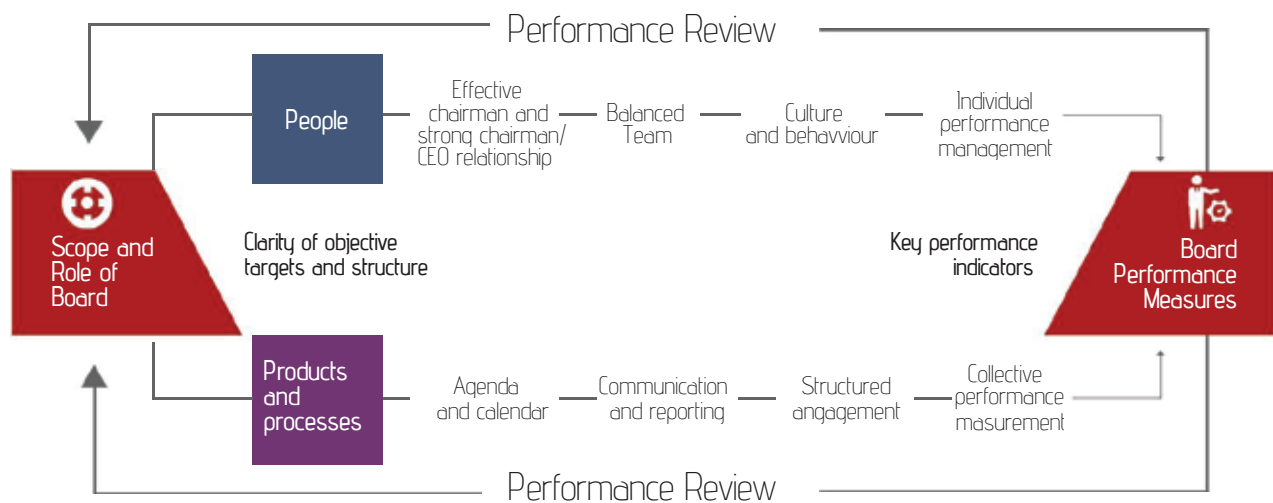 Performance Review
People
Effective
chairman and
strong chairman/
CEO relationship
Balanced
Team
Culture
and behavviour
Individual
performance
management
Scope and
Role of
Board
Clarity of objective
targets and structure
Key performance
indicators
Board
Performance
Measures
Products
and
processes
Agenda
and calendar
Communication
and reporting
Structured
angagement
Collective
performance
masurement
Performance Review